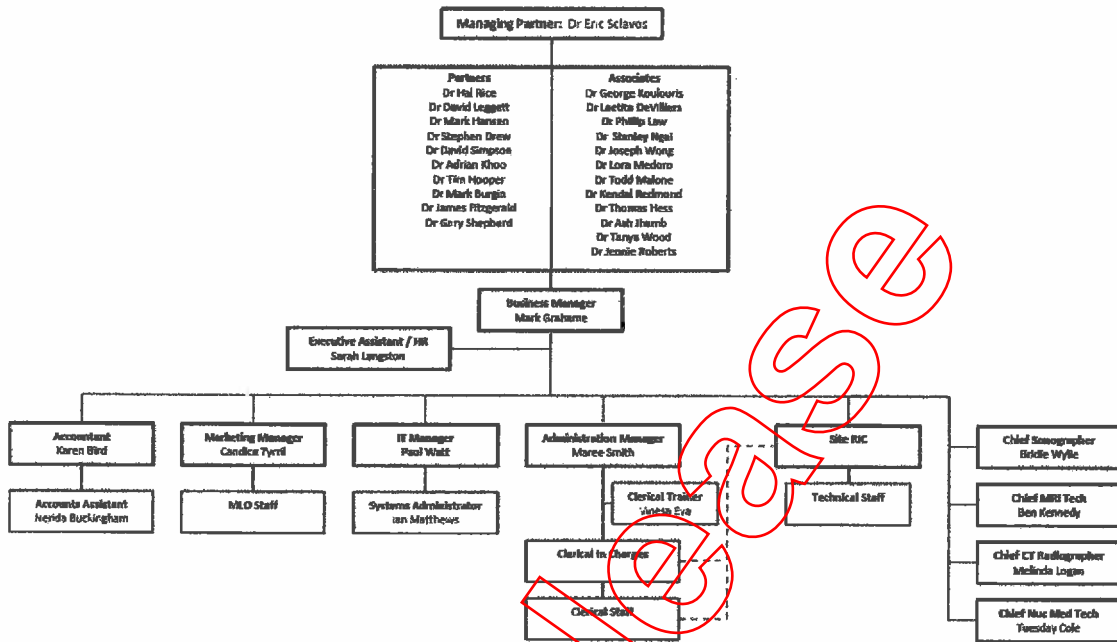 Managing Partner: Dr Eric Sclavos
Partners
Dr Hal Rice
Dr David Leggett
Dr Mark Hansen
Dr Stephen Drew
Dr David Simpson
Dr Adrian Khoo
Dr Tim Hooper
Dr Mark Burgin
Dr James Fitzgerald
Dr Gary Shepherd
Associates
Dr George Koulouris
Dr Laetitia DeVilliers
Dr Phillip Law
Dr Stanley Ngai
Dr Joseph Wong
Dr Lora Medoro
Dr Todd Malone
Dr Kendal Redmond
Dr Thomas Hess
Dr Ash Jhamb
Dr Tanya Wood
Dr Jennie Roberts
Business Manager
Mark Grahame
Executive Assistant / HR
Sarah Langston
Accountant
Karen Bird
Marketing Manager
Candice Tyrril
IT Manager
Paul Watt
Administration Manager
Maree Smith
Site RIC
Chief Sonographer
Biddie Wylie
Accounts Assistant
Nerida Buckingham
MLO Staff
Systems Administrator
Ian Matthews
Clerical Trainer
Eva
Technical Staff
Chief MRI Tech
Ben Kennedy
Clerical In Charges
Chief CT Radiographer
Melinda Logan
Clerical Staff
Chief Nuc Med Tech
Tuesday Cole
lease